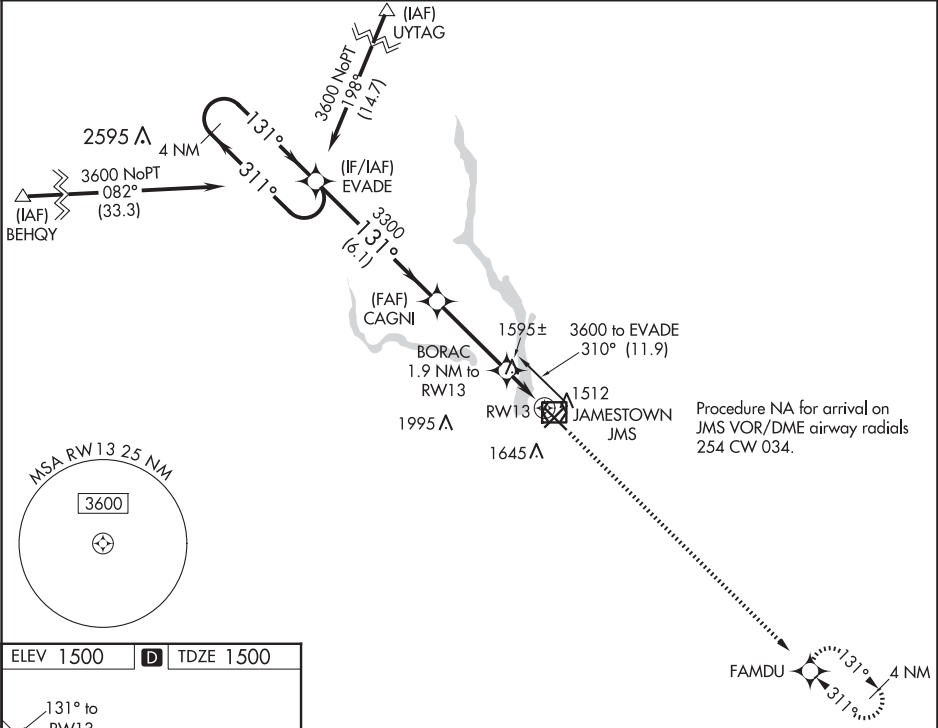 (IAF)
UYTAG
3600 NoPT
198°
(14.7)
2595
4 NM
131°
311°
(IF/IAF)
EVADE
3600 NoPT
082°
(33.3)
(IAF)
BEHQY
3300
131°
(6.1)
(FAF)
CAGNI
1595±
3600 to EVADE
310° (11.9)
BORAC
1.9 NM to
RW13
1512
RW13
JAMESTOWN
JMS
1995
1645
Procedure NA for arrival on
JMS VOR/DME airway radials
254 CW 034.
MSA RW13 25 NM
3600
ELEV 1500 D TDZE 1500
131° to
RW13
FAMDU
131°
311°
4 NM